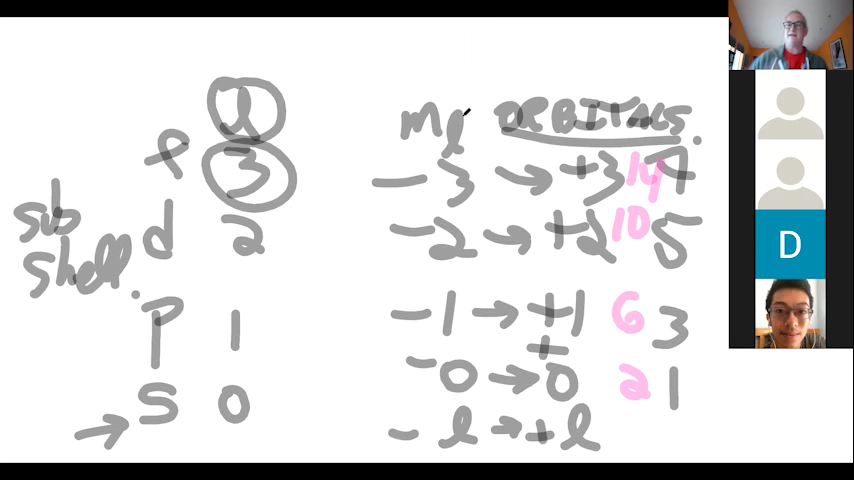 l ml ORBITALS.
f 3 -3 → +3 14 7
sub shell. d 2 -2 → +2 10 5
p 1 -1 → +1 6 3
→ s 0 -0 → +0 2 1
-l → +l
D